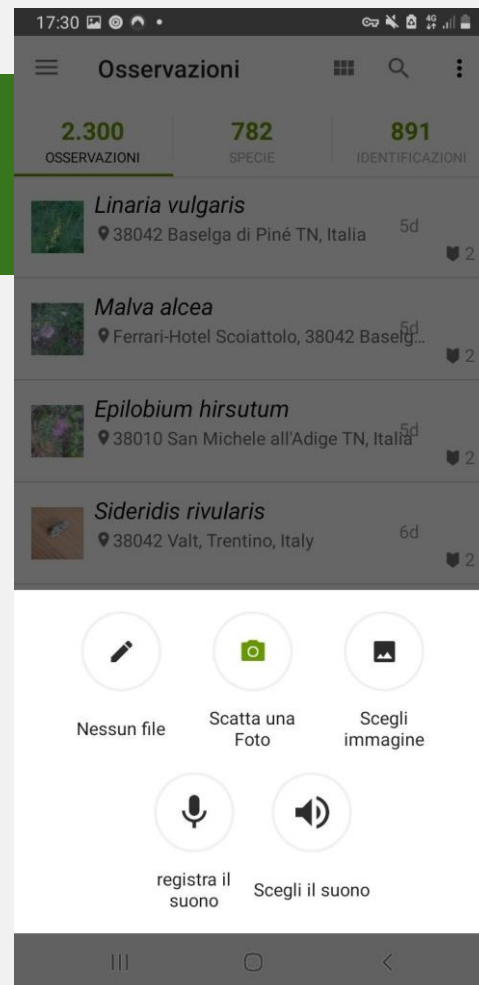 17:30
4G
Osservazioni
2.300 782 891
OSSERVAZIONI SPECIE IDENTIFICAZIONI
Linaria vulgaris
38042 Baselga di Piné TN, Italia 5d
2
Malva alcea
Ferrari-Hotel Scoiattolo, 38042 Baselg... 5d
2
Epilobium hirsutum
38010 San Michele all'Adige TN, Italia 5d
2
Sideridis rivularis
38042 Valt, Trentino, Italy 6d
2
Nessun file
Scatta una
Foto
Scegli
immagine
registra il
suono
Scegli il suono